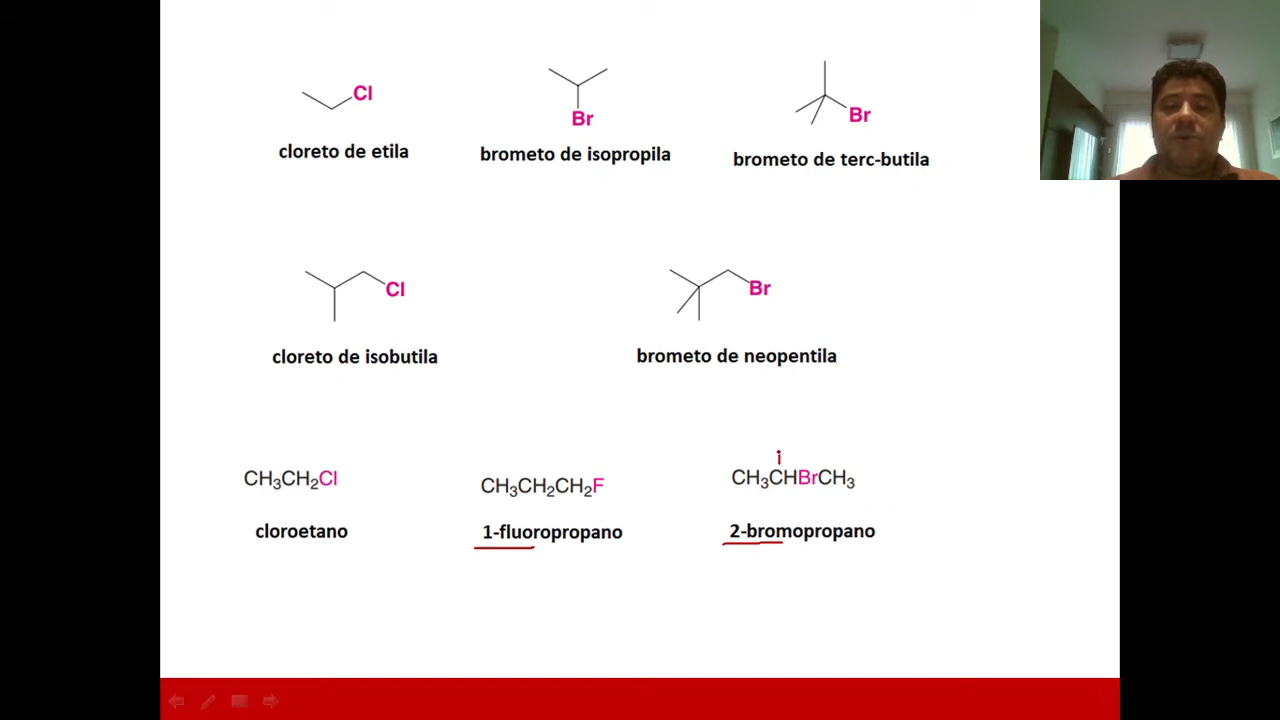 Cl
cloreto de etila
Br
brometo de isopropila
Br
brometo de terc-butila
Cl
cloreto de isobutila
Br
brometo de neopentila
CH₃CH₂Cl
cloroetano
CH₃CH₂CH₂F
1-fluoropropano
CH₃CHBrCH₃
2-bromopropano